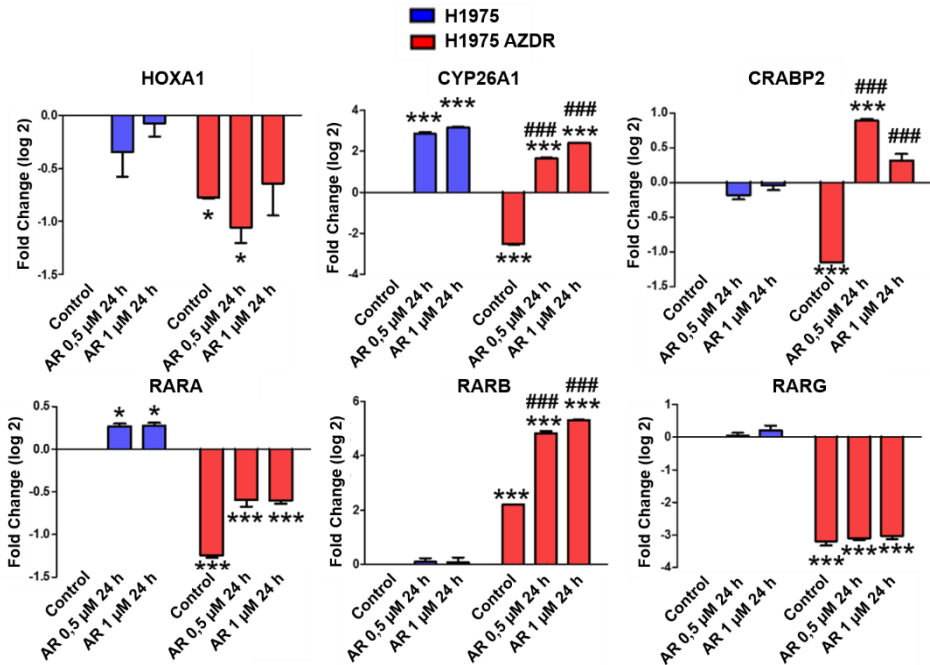 H1975
H1975 AZDR
HOXA1
Fold Change (log 2)
0.0
-0.5
-1.0
-1.5
*
*
Control
AR 0,5 µM 24 h
AR 1 µM 24 h
Control
AR 0,5 µM 24 h
AR 1 µM 24 h
CYP26A1
Fold Change (log 2)
4
2
0
-2
-4
***
***
***
###
***
###
***
Control
AR 0,5 µM 24 h
AR 1 µM 24 h
Control
AR 0,5 µM 24 h
AR 1 µM 24 h
CRABP2
Fold Change (log 2)
1.0
0.5
0.0
-0.5
-1.0
-1.5
***
###
***
###
Control
AR 0,5 µM 24 h
AR 1 µM 24 h
Control
AR 0,5 µM 24 h
AR 1 µM 24 h
RARA
Fold Change (log 2)
0.5
0.0
-0.5
-1.0
-1.5
*
*
***
***
***
Control
AR 0,5 µM 24 h
AR 1 µM 24 h
Control
AR 0,5 µM 24 h
AR 1 µM 24 h
RARB
Fold Change (log 2)
6
4
2
0
***
###
***
###
***
Control
AR 0,5 µM 24 h
AR 1 µM 24 h
Control
AR 0,5 µM 24 h
AR 1 µM 24 h
RARG
Fold Change (log 2)
1
0
-1
-2
-3
-4
***
***
***
Control
AR 0,5 µM 24 h
AR 1 µM 24 h
Control
AR 0,5 µM 24 h
AR 1 µM 24 h